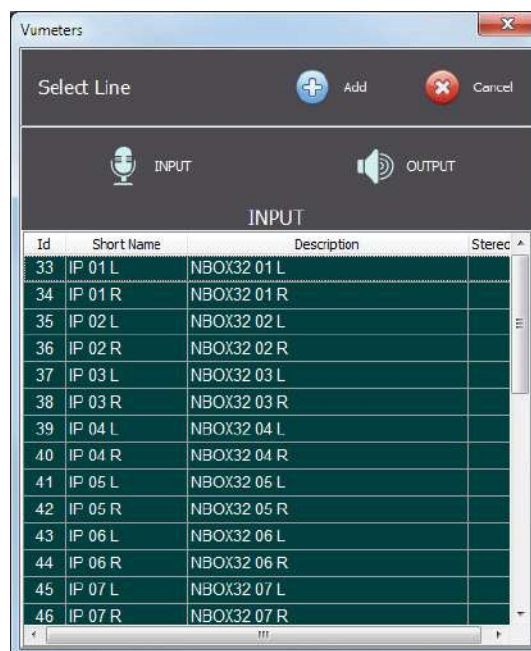 Vumeters
Select Line Add Cancel
INPUT OUTPUT
INPUT
Id Short Name Description Stereo
33 IP 01 L NBOX32 01 L
34 IP 01 R NBOX32 01 R
35 IP 02 L NBOX32 02 L
36 IP 02 R NBOX32 02 R
37 IP 03 L NBOX32 03 L
38 IP 03 R NBOX32 03 R
39 IP 04 L NBOX32 04 L
40 IP 04 R NBOX32 04 R
41 IP 05 L NBOX32 05 L
42 IP 05 R NBOX32 05 R
43 IP 06 L NBOX32 06 L
44 IP 06 R NBOX32 06 R
45 IP 07 L NBOX32 07 L
46 IP 07 R NBOX32 07 R